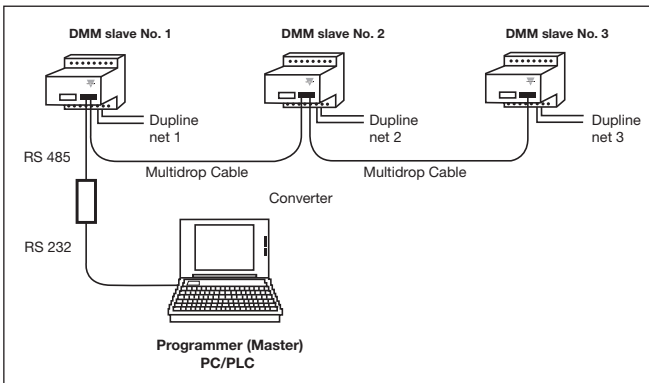 DMM slave No. 1
DMM slave No. 2
DMM slave No. 3
Dupline
net 1
Dupline
net 2
Dupline
net 3
RS 485
Multidrop Cable
Multidrop Cable
Converter
RS 232
Programmer (Master)
PC/PLC